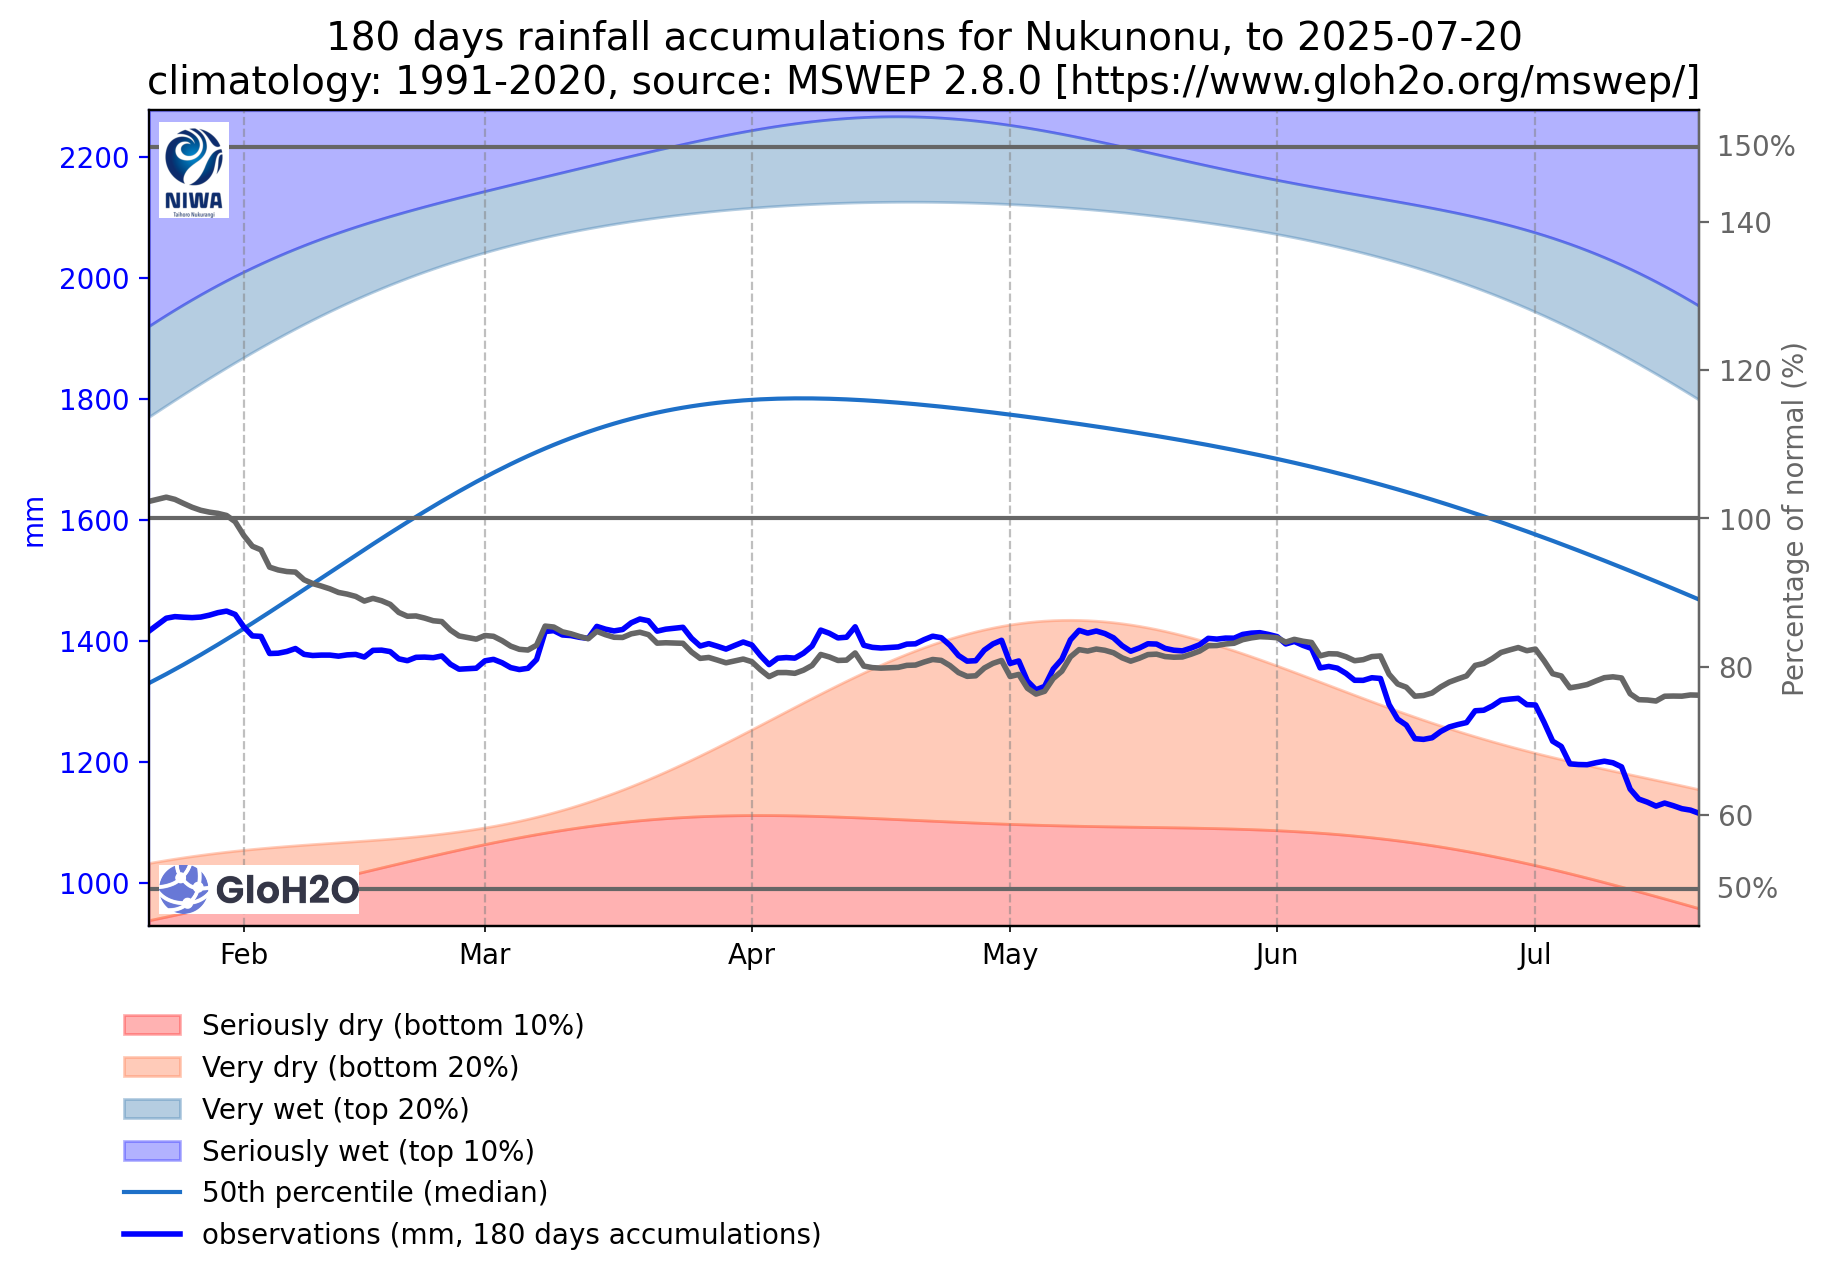 180 days rainfall accumulations for Nukunonu, to 2025-07-20
climatology: 1991-2020, source: MSWEP 2.8.0 [https://www.gloh2o.org/mswep/]
NIWA
Taihoro Nukurangi
mm
2200
2000
1800
1600
1400
1200
1000
150%
140
120
100
80
60
50%
Percentage of normal (%)
GloH2O
Feb Mar Apr May Jun Jul
Seriously dry (bottom 10%)
Very dry (bottom 20%)
Very wet (top 20%)
Seriously wet (top 10%)
50th percentile (median)
observations (mm, 180 days accumulations)